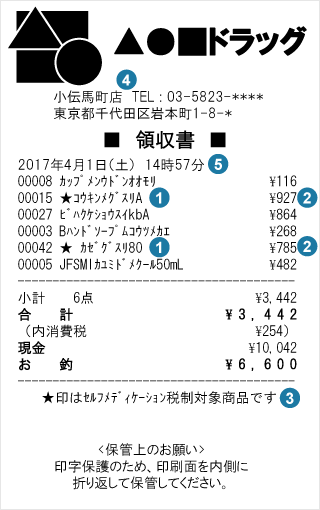 ▲●■ドラッグ
④
小伝馬町店 TEL:03-5823-****
東京都千代田区岩本町1-8-*
■ 領収書 ■
2017年4月1日(土) 14時57分 ⑤
00008 ｶｯﾌﾟﾒﾝｳﾄﾞﾝｵｵﾓﾘ ¥116
00015 ★ｺｳｷﾝﾒｸﾞｽﾘA ① ¥927 ②
00027 ﾋﾞﾊｸｹｼｮｳｽｲkbA ¥864
00003 Bﾊﾝﾄﾞｿｰﾌﾟﾑｺｳﾂﾒｶｴ ¥268
00042 ★ ｶｾﾞｸﾞｽﾘ80 ① ¥785 ②
00005 JFSMIｶﾕﾐﾄﾞﾒｸｰﾙ50mL ¥482
小計 6点 ¥3,442
合 計 ¥3,442
(内消費税 ¥254)
現金 ¥10,042
お 釣 ¥6,600
★印はｾﾙﾌﾒﾃﾞｨｹｰｼｮﾝ税制対象商品です ③
<保管上のお願い>
印字保護のため、印刷面を内側に
折り返して保管してください。